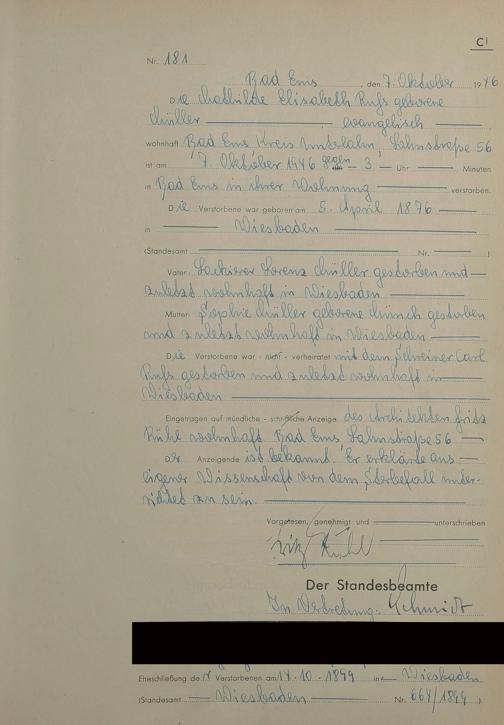 C i
Nr. 181
Bad Ems, den 7. Oktober 1946
Die Mathilde Elisabeth Rufs geborene
Müller evangelisch
wohnhaft Bad Ems Kreis Unterlahn, Lahnstraße 56
ist am 7. Oktober 1946 gegen 3 Uhr Minuten
in Bad Ems in ihrer Wohnung verstorben.
Die Verstorbene war geboren am 5. April 1876
in Wiesbaden
(Standesamt Nr. )
Vater: Lackierer Lorenz Müller gestorben und
zuletzt wohnhaft in Wiesbaden
Mutter: Sophie Müller geborene Münch gestorben
und zuletzt wohnhaft in Wiesbaden
Die Verstorbene war - nicht - verheiratet mit dem Schreiner Carl
Rufs gestorben und zuletzt wohnhaft in
Wiesbaden
Eingetragen auf mündliche - schriftliche Anzeige des Architekten Fritz
Rühl wohnhaft Bad Ems Lahnstraße 56
Der Anzeigende ist bekannt. Er erklärte aus
eigener Wissenschaft von dem Sterbefall unter-
richtet zu sein.
Vorgelesen, genehmigt und unterschrieben
Fritz Rühl
Der Standesbeamte
In Vertretung: Schmidt
Eheschließung der Verstorbenen am 14.10.1899 in Wiesbaden
(Standesamt Wiesbaden Nr. 664/1899 )